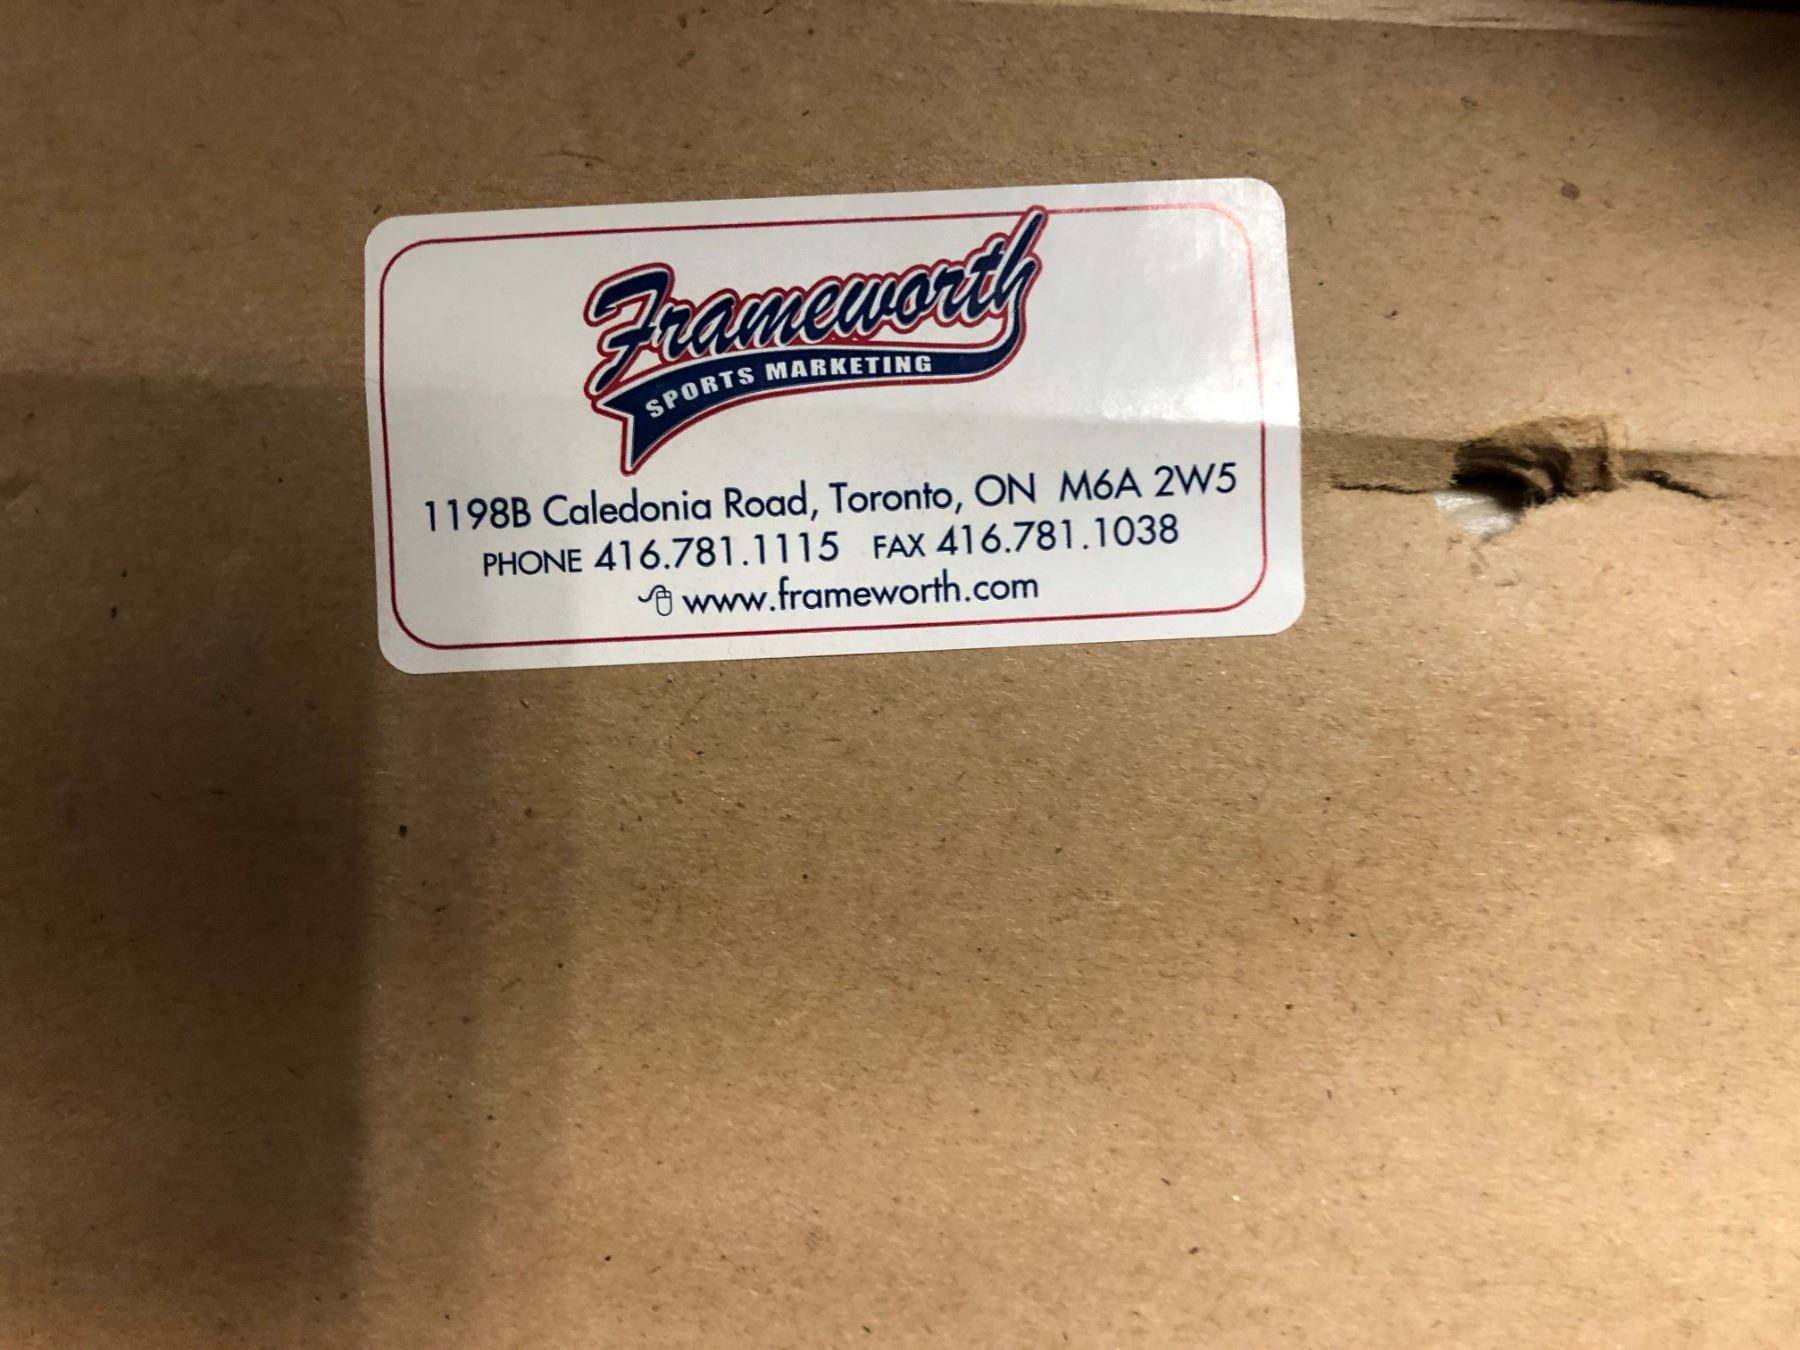 Frameworth
SPORTS MARKETING
1198B Caledonia Road, Toronto, ON M6A 2W5
PHONE 416.781.1115 FAX 416.781.1038
www.frameworth.com